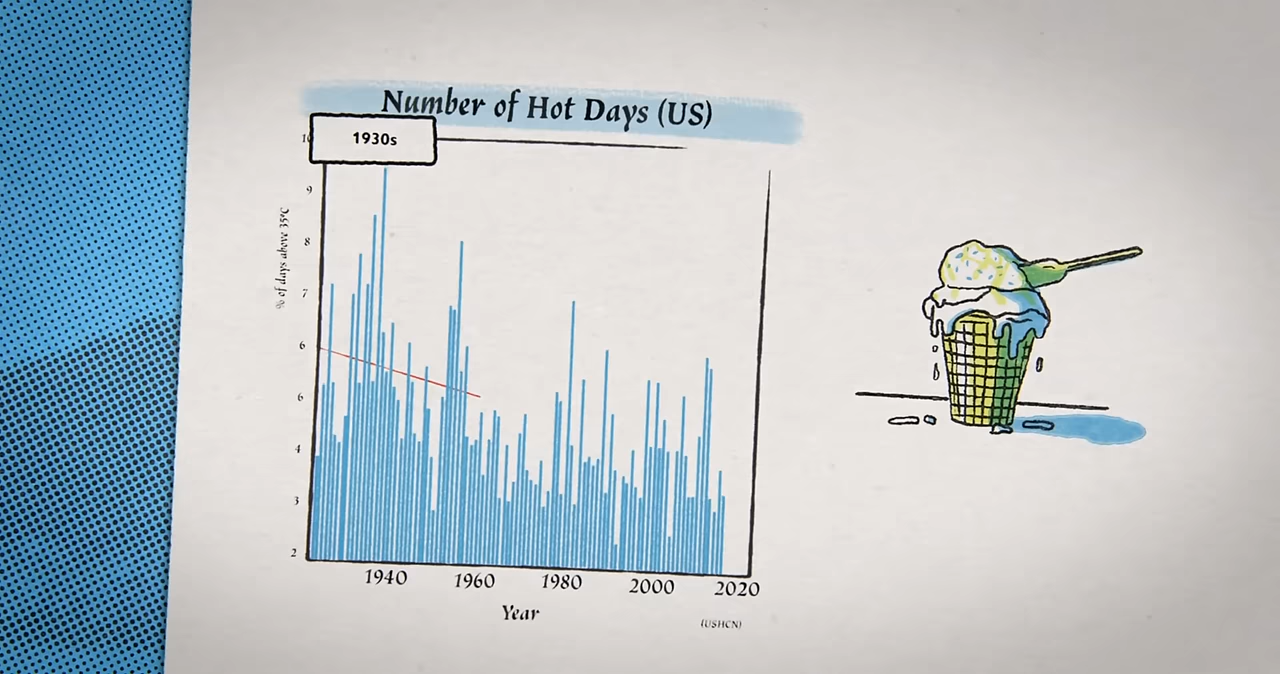 Number of Hot Days (US)
1930s
10
9
8
7
6
6
4
3
2
% of days above 35°C
1940 1960 1980 2000 2020
Year
(USHCN)